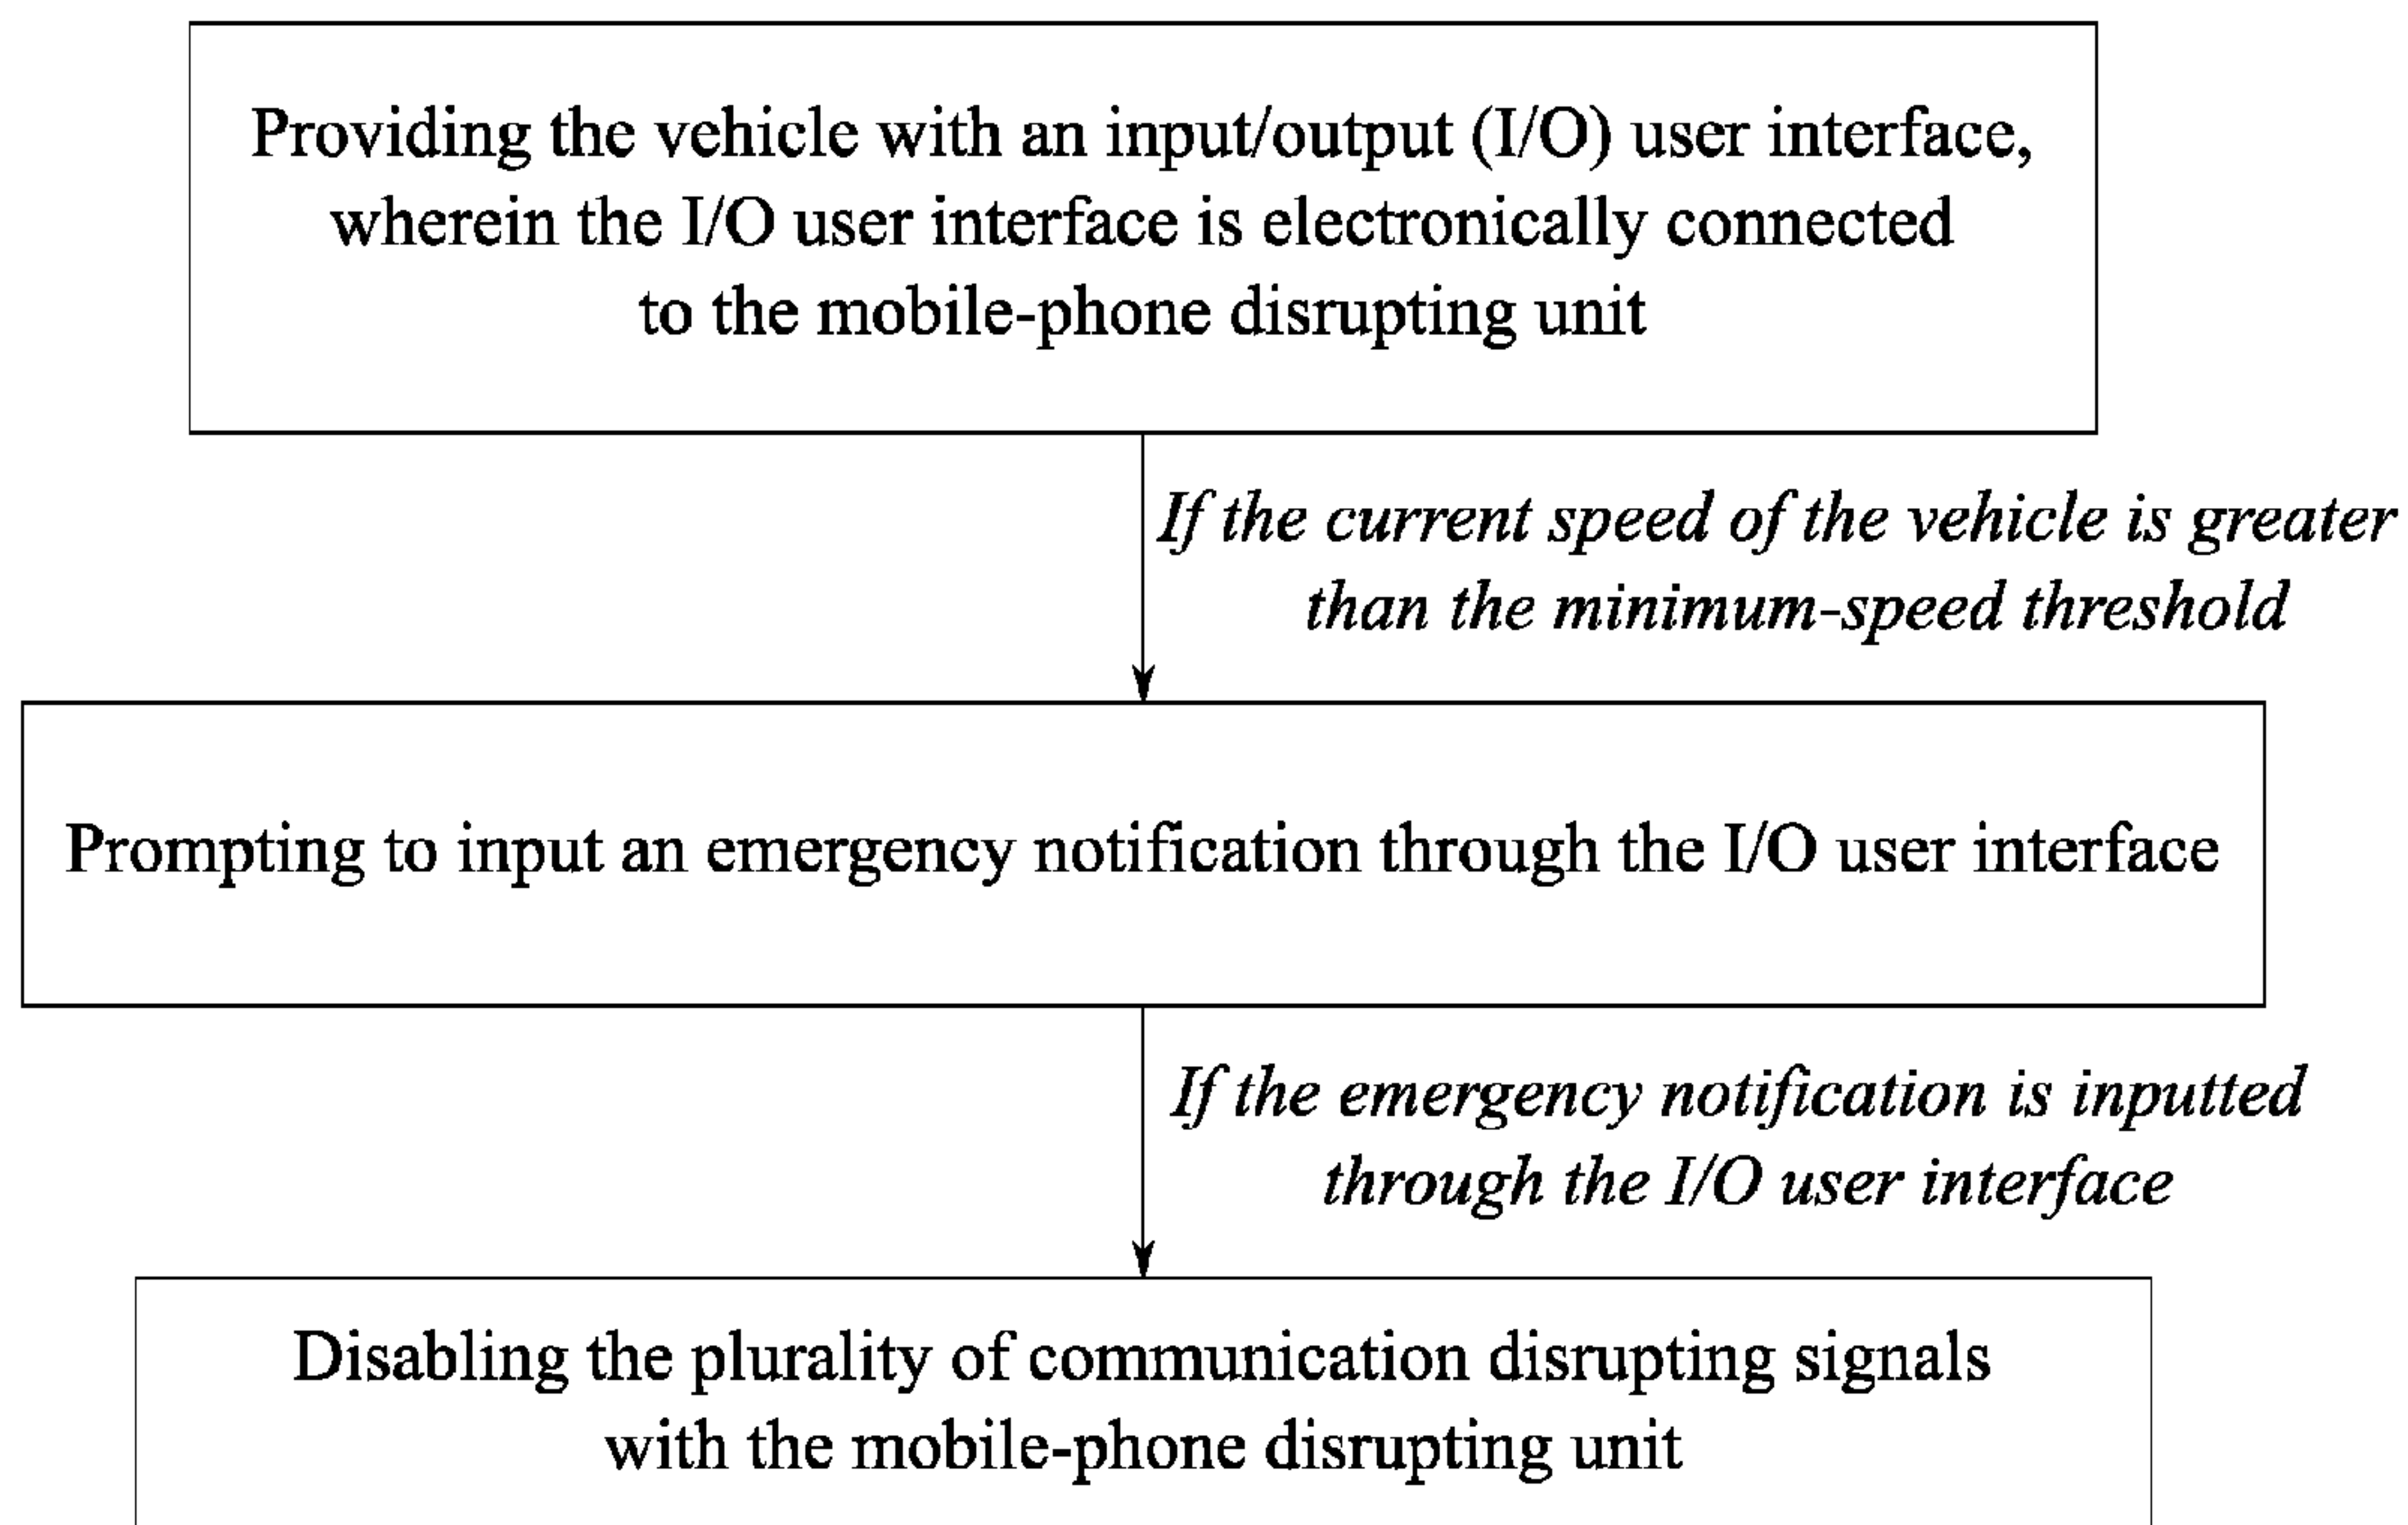 Providing the vehicle with an input/output (I/O) user interface,
wherein the I/O user interface is electronically connected
to the mobile-phone disrupting unit
If the current speed of the vehicle is greater
than the minimum-speed threshold
Prompting to input an emergency notification through the I/O user interface
If the emergency notification is inputted
through the I/O user interface
Disabling the plurality of communication disrupting signals
with the mobile-phone disrupting unit